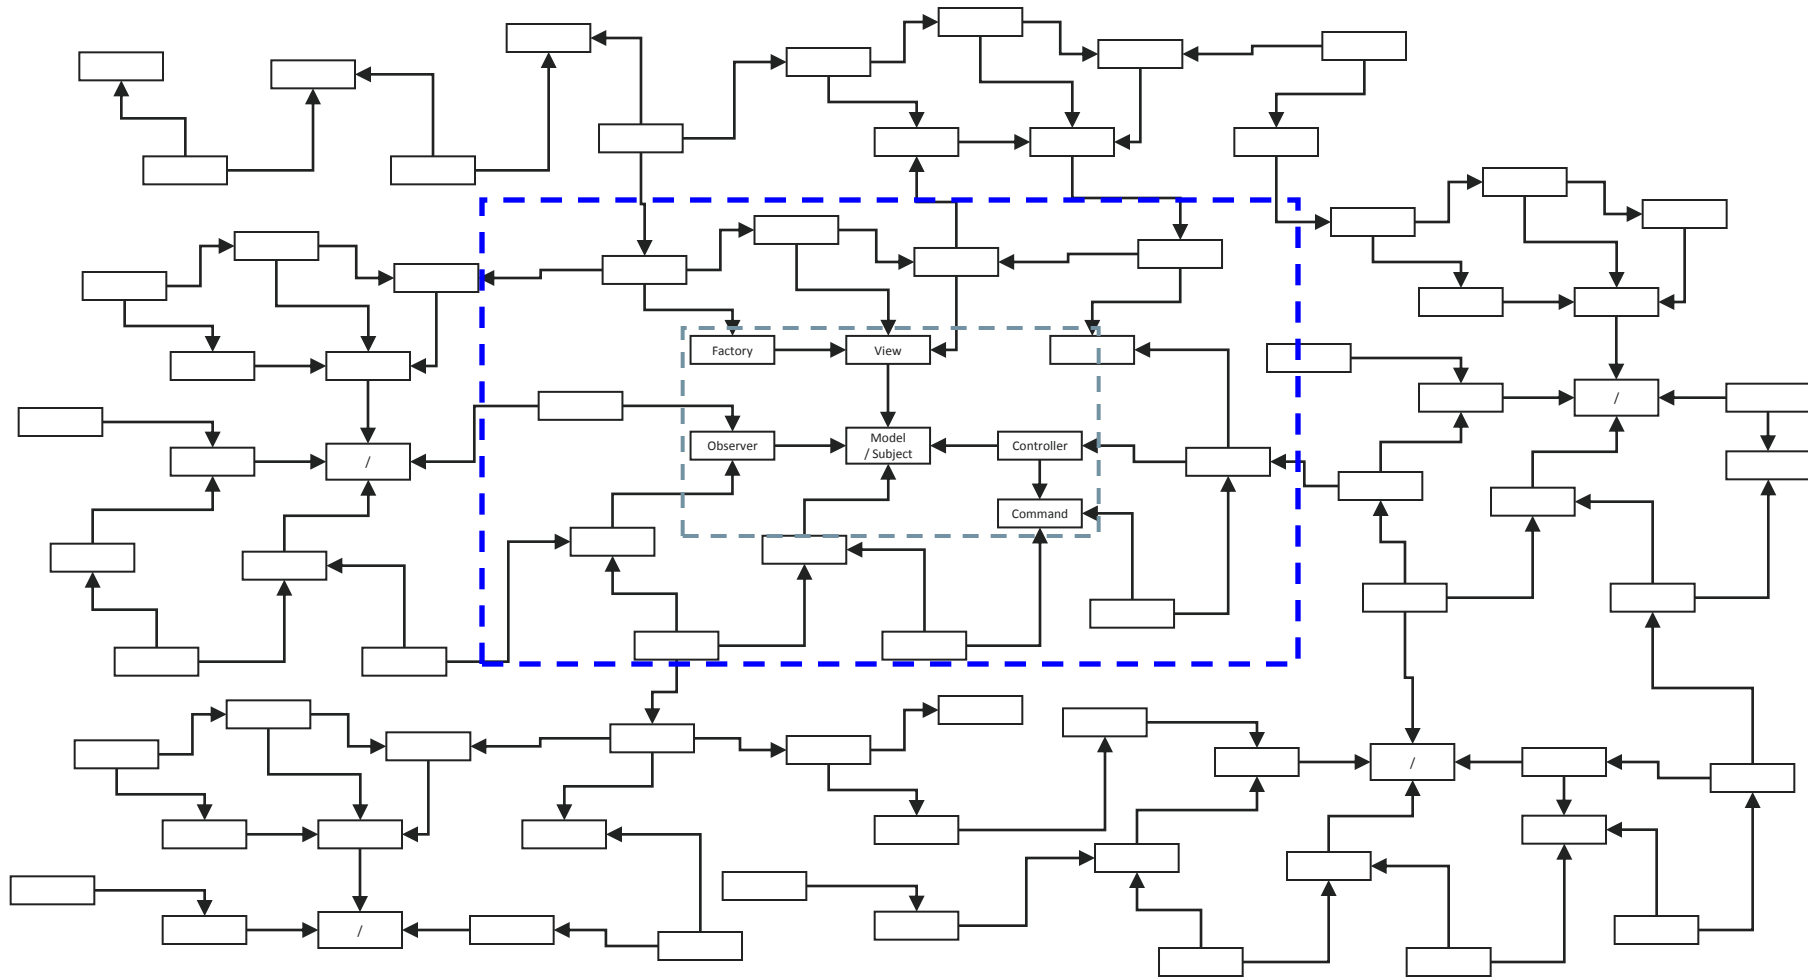 Factory
View
/
Observer
Model
/ Subject
Controller
/
Command
/
/